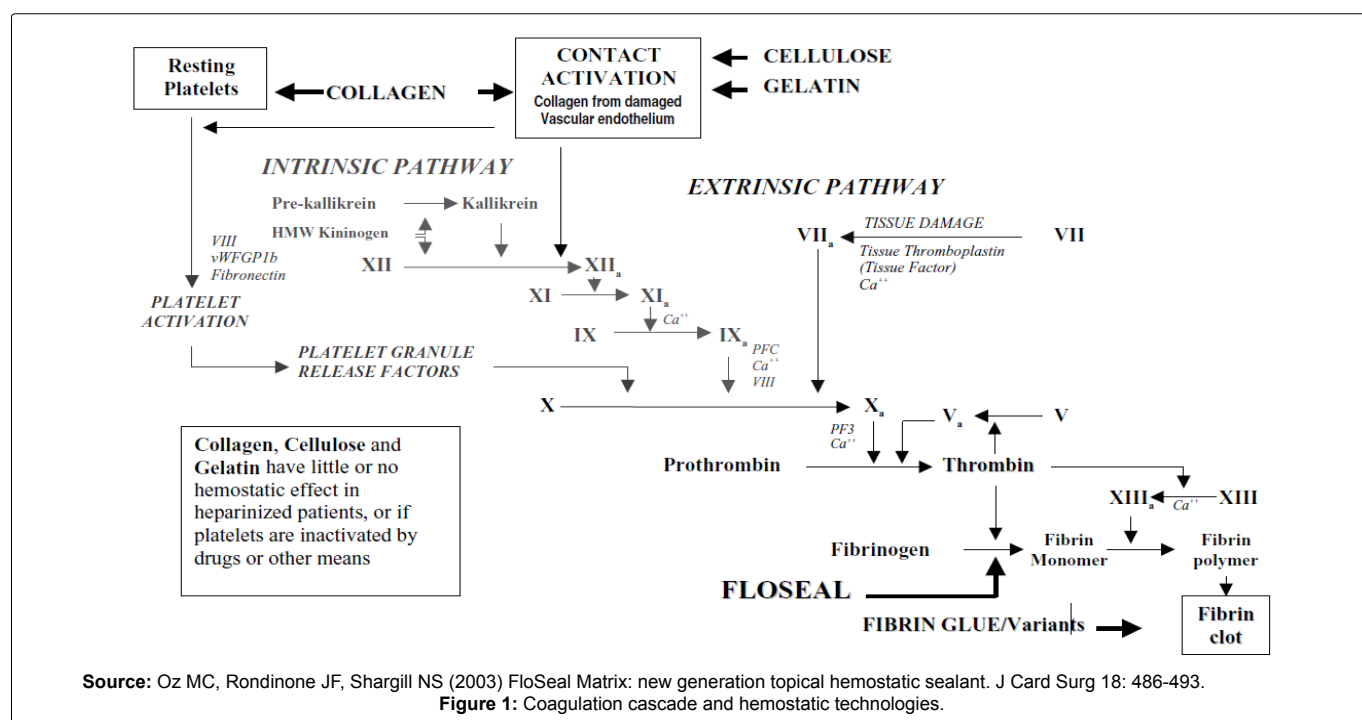 Resting
Platelets
COLLAGEN
CONTACT
ACTIVATION
Collagen from damaged
Vascular endothelium
CELLULOSE
GELATIN
INTRINSIC PATHWAY
Pre-kallikrein
Kallikrein
HMW Kininogen
XII
XIIa
XI
XIa
Ca++
IX
IXa
PFC
Ca++
VIII
EXTRINSIC PATHWAY
VIIa
TISSUE DAMAGE
VII
Tissue Thromboplastin
(Tissue Factor)
Ca++
VIII
vWFGP1b
Fibronectin
PLATELET
ACTIVATION
PLATELET GRANULE
RELEASE FACTORS
X
Xa
PF3
Ca++
Va
V
Prothrombin
Thrombin
XIIIa
Ca++
XIII
Fibrinogen
Fibrin
Monomer
Fibrin
polymer
FLOSEAL
FIBRIN GLUE/Variants
Fibrin
clot
Collagen, Cellulose and
Gelatin have little or no
hemostatic effect in
heparinized patients, or if
platelets are inactivated by
drugs or other means
Source: Oz MC, Rondinone JF, Shargill NS (2003) FloSeal Matrix: new generation topical hemostatic sealant. J Card Surg 18: 486-493.
Figure 1: Coagulation cascade and hemostatic technologies.